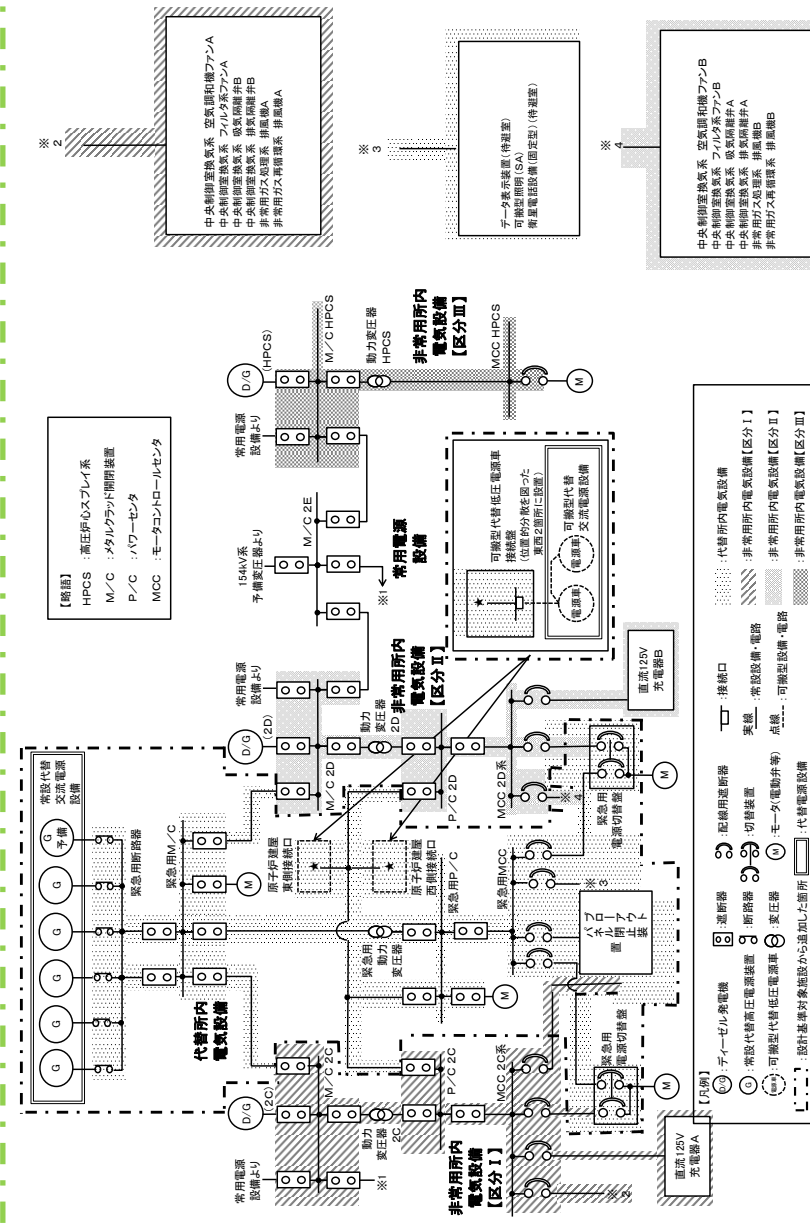 ※２
中央制御室換気系 空気調和機ファンA
中央制御室換気系 フィルタ系ファンA
中央制御室換気系 吸気隔離弁B
中央制御室換気系 排気隔離弁B
非常用ガス処理系 排風機A
非常用ガス再循環系 排風機A
※３
データ表示装置（待避室）
可搬型照明（SA）
衛星電話設備（固定型）（待避室）
※４
中央制御室換気系 空気調和機ファンB
中央制御室換気系 フィルタ系ファンB
中央制御室換気系 吸気隔離弁A
中央制御室換気系 排気隔離弁A
非常用ガス処理系 排風機B
非常用ガス再循環系 排風機B
【略語】
HPCS ：高圧炉心スプレイ系
M／C ：メタルクラッド開閉装置
P／C ：パワーセンタ
MCC ：モータコントロールセンタ
常用電源
設備より
D/G
(HPCS)
M／C HPCS
動力変圧器
HPCS
非常用所内
電気設備
【区分Ⅲ】
MCC HPCS
M
154kV系
予備変圧器より
M／C 2E
※1
常用電源
設備
可搬型代替低圧電源車
接続盤
(位置的分散を図った
東西2箇所に設置)
可搬型代替
交流電源設備
電源車
電源車
常用電源
設備より
D/G
(2D)
M／C 2D
動力
変圧器
2D
非常用所内
電気設備
【区分Ⅱ】
P／C 2D
MCC 2D系
※４
直流125V
充電器B
緊急用
電源切替盤
M
常設代替
交流電源
設備
G
予備
G
G
G
G
G
緊急用断路器
緊急用M／C
M
代替所内
電気設備
原子炉建屋
東側接続口
原子炉建屋
西側接続口
緊急用
動力
変圧器
緊急用P／C
M
緊急用MCC
※３
ブローアウト
パネル閉止装
置
常用電源
設備より
D/G
(2C)
※1
M／C 2C
動力
変圧器
2C
P／C 2C
非常用所内
電気設備
【区分Ⅰ】
MCC 2C系
※２
緊急用
電源切替盤
M
直流125V
充電器A
【凡例】
D/G ：ディーゼル発電機
G ：常設代替高圧電源装置
：可搬型代替低圧電源車
：設計基準対象施設から追加した箇所
：遮断器
：断路器
：変圧器
：配線用遮断器
：切替装置
M ：モータ(電動弁等)
：代替電源設備
：接続口
実線 ：常設設備・電路
点線 ：可搬型設備・電路
：代替所内電気設備
：非常用所内電気設備【区分Ⅰ】
：非常用所内電気設備【区分Ⅱ】
：非常用所内電気設備【区分Ⅲ】